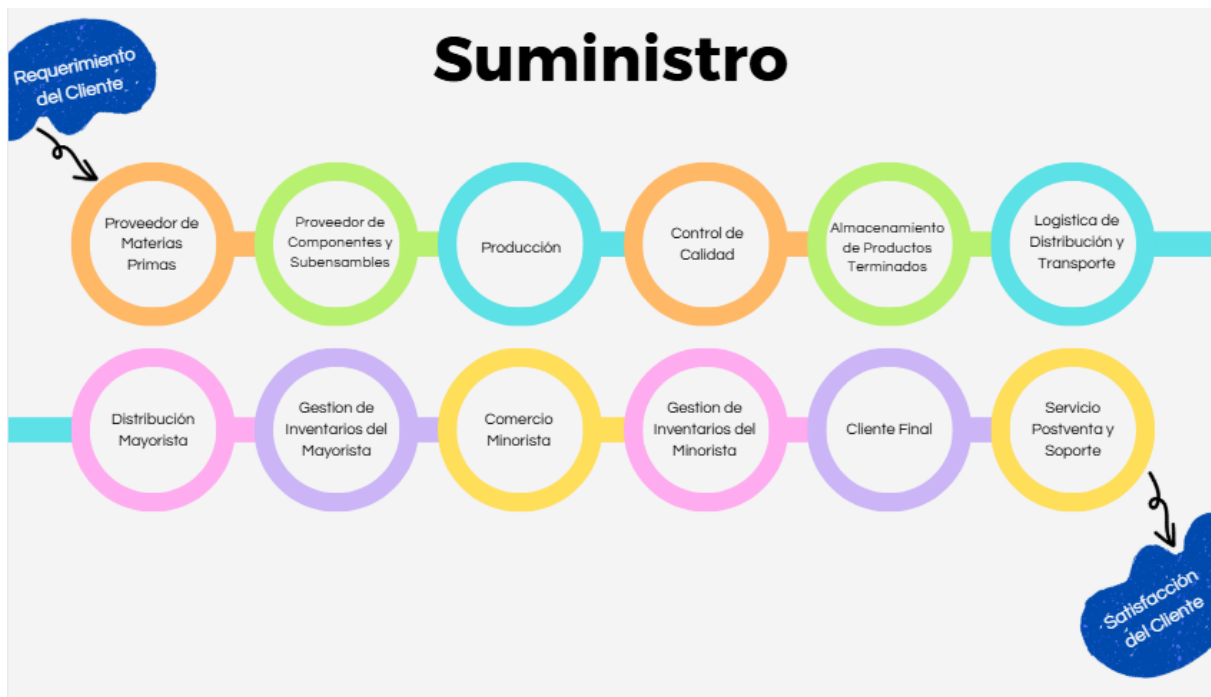 Suministro
Requerimiento
del Cliente
Proveedor de
Materias
Primas
Proveedor de
Componentes y
Subensambles
Producción
Control de
Calidad
Almacenamiento
de Productos
Terminados
Logistica de
Distribución y
Transporte
Distribución
Mayorista
Gestion de
Inventarios del
Mayorista
Comercio
Minorista
Gestion de
Inventarios del
Minorista
Cliente Final
Servicio
Postventa y
Soporte
Satisfacción
del Cliente